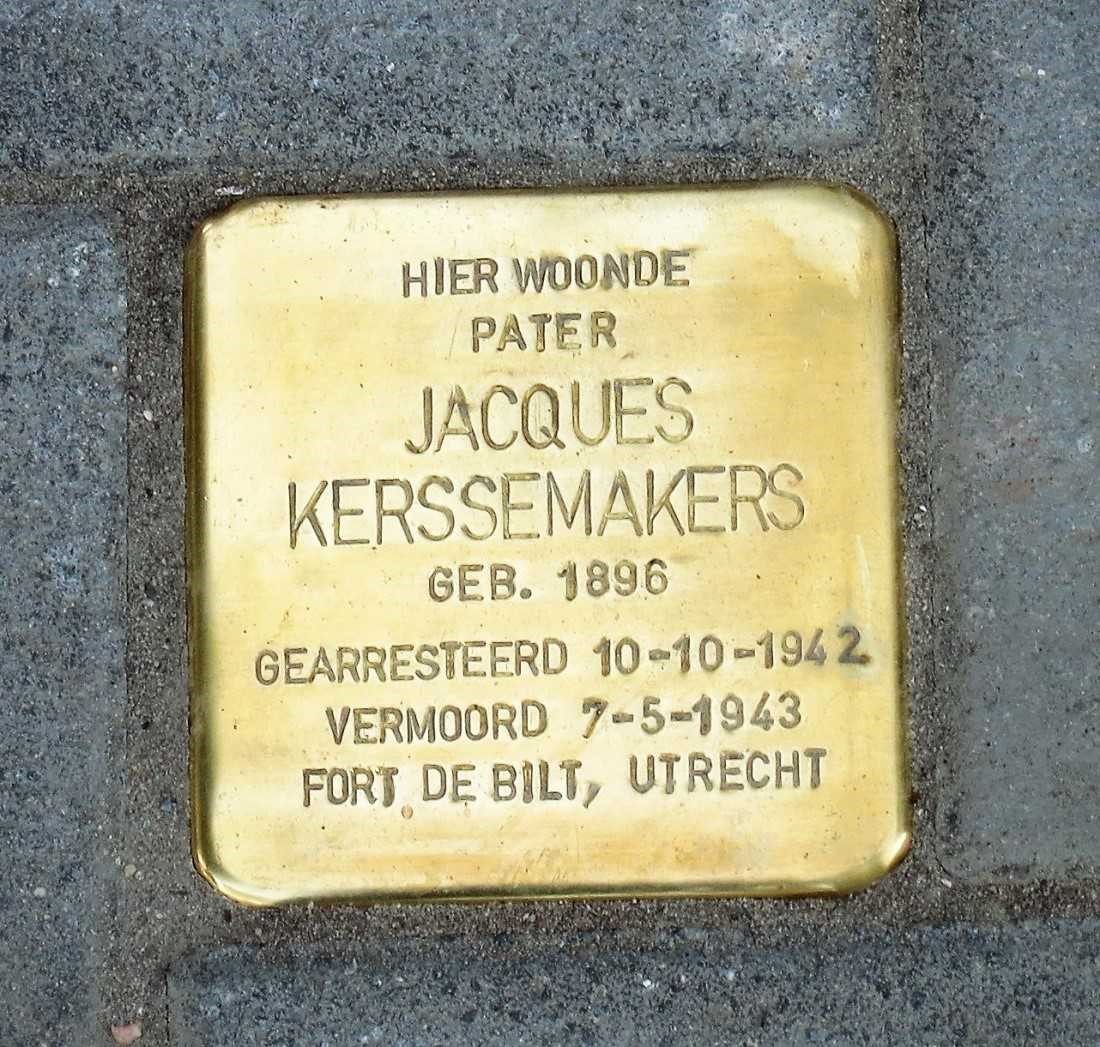 HIER WOONDE
PATER
JACQUES
KERSSEMAKERS
GEB. 1896
GEARRESTEERD 10-10-1942
VERMOORD 7-5-1943
FORT DE BILT, UTRECHT